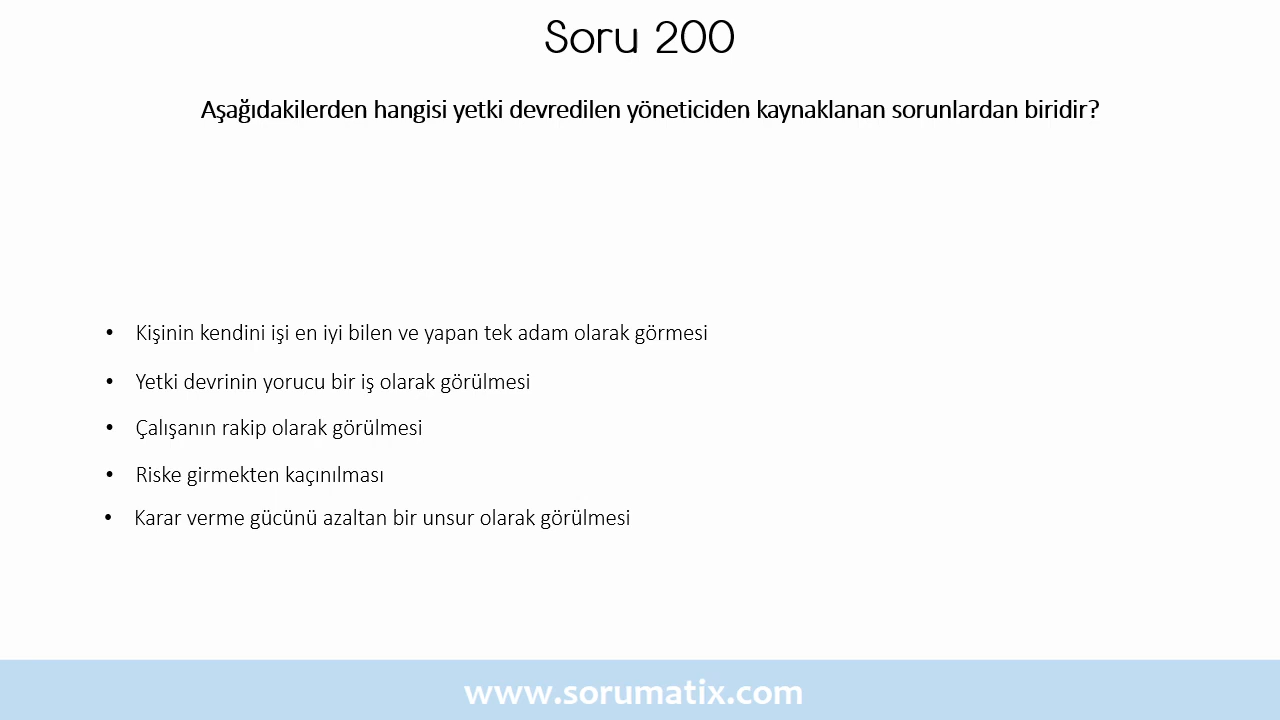 Soru 200
Aşağıdakilerden hangisi yetki devredilen yöneticiden kaynaklanan sorunlardan biridir?
• Kişinin kendini işi en iyi bilen ve yapan tek adam olarak görmesi
• Yetki devrinin yorucu bir iş olarak görülmesi
• Çalışanın rakip olarak görülmesi
• Riske girmekten kaçınılması
• Karar verme gücünü azaltan bir unsur olarak görülmesi
www.sorumatix.com